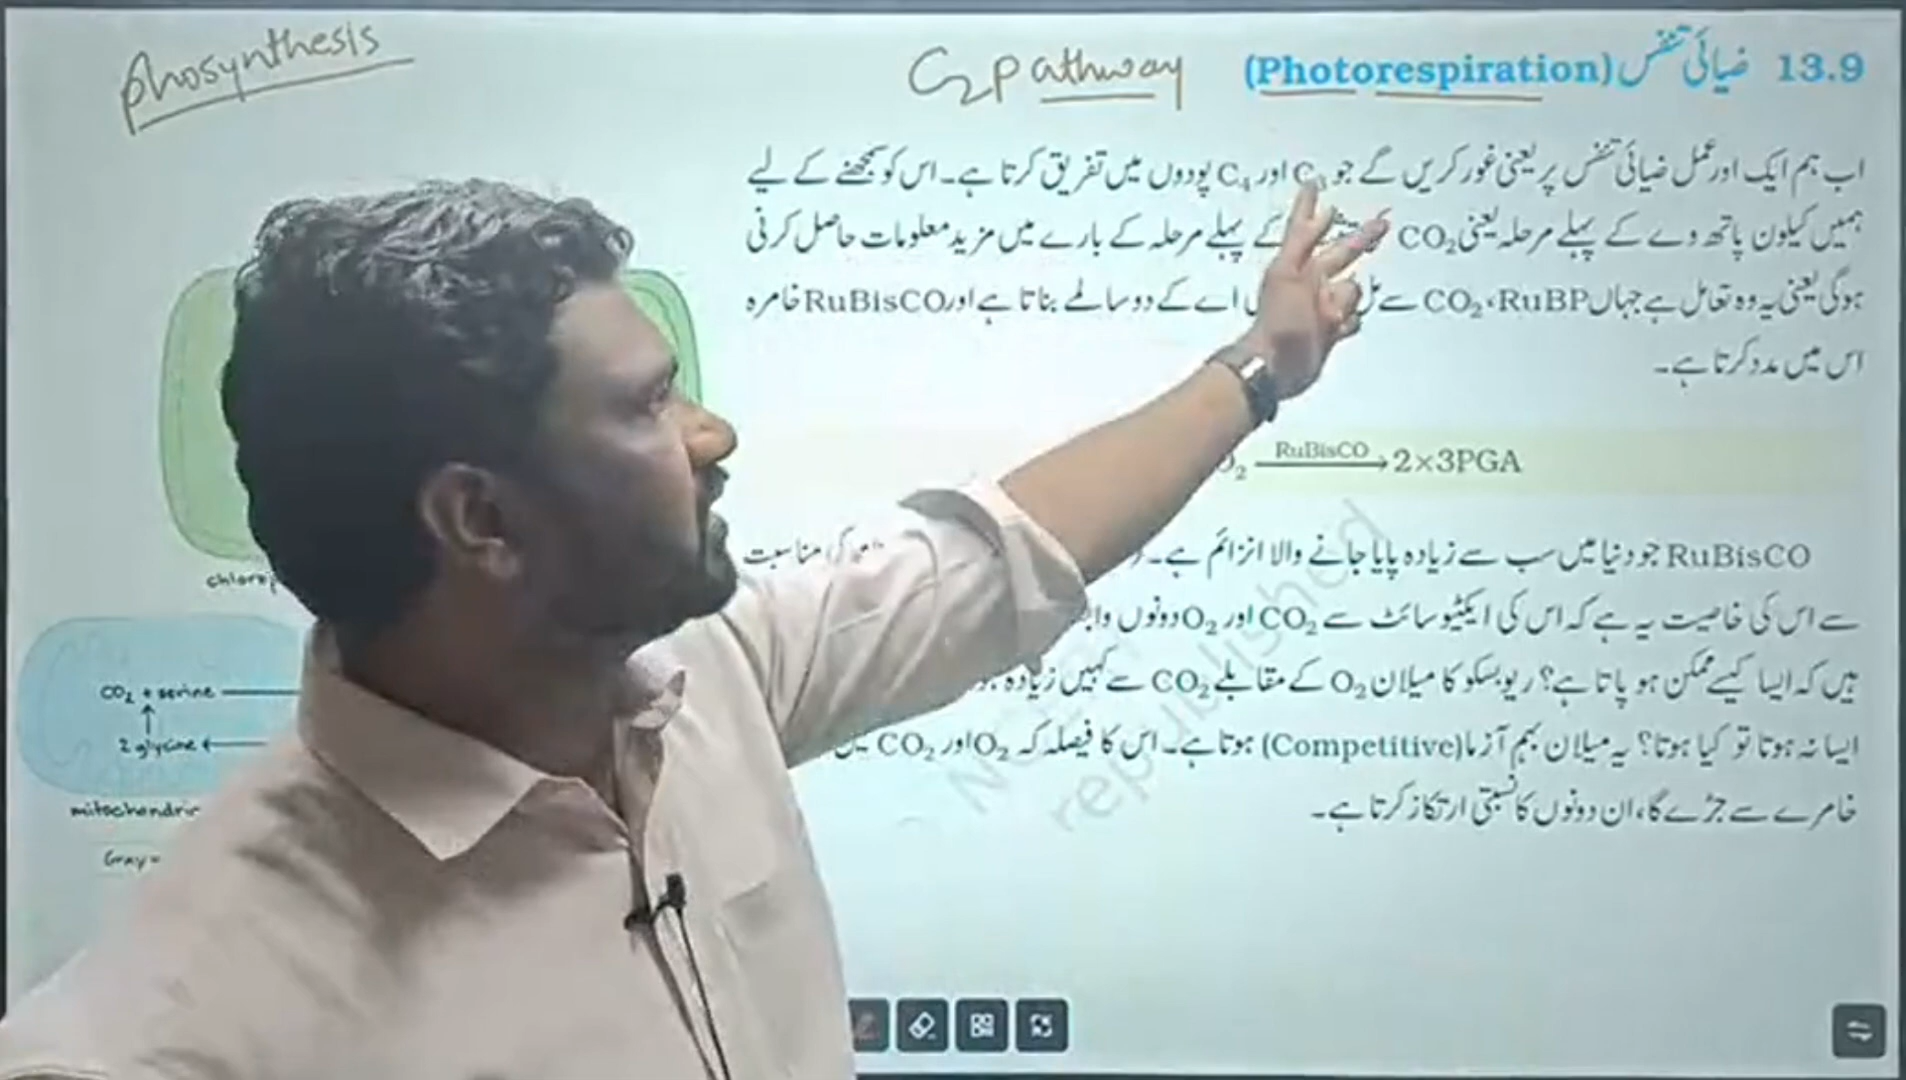 phosynthesis
C2 Pathway
13.9 ضیائی تنفس (Photorespiration)
اب ہم ایک اور عمل ضیائی تنفس پر یعنی غور کریں گے جو C₃ اور C₄ پودوں میں تفریق کرتا ہے۔ اس کو سمجھنے کے لیے
ہمیں کیلون پاتھ وے کے پہلے مرحلہ یعنی CO₂ کے پہلے مرحلہ کے بارے میں مزید معلومات حاصل کرنی
ہوگی یعنی یہ وہ تعامل ہے جہاں CO₂، RuBP سے مل اے کے دو سالمے بناتا ہے اور RuBisCO خامرہ
اس میں مدد کرتا ہے۔
RuBisCO
→ 2×3PGA
RuBisCO جو دنیا میں سب سے زیادہ پایا جانے والا انزائم ہے۔ کی مناسبت
سے اس کی خاصیت یہ ہے کہ اس کی ایکٹیو سائٹ سے CO₂ اور O₂ دونوں
ہیں کہ ایسا کیسے ممکن ہو پاتا ہے؟ ریوبسکو کا میلان O₂ کے مقابلے CO₂ سے کہیں زیادہ
ایسا نہ ہوتا تو کیا ہوتا؟ یہ میلان بہم آزما (Competitive) ہوتا ہے۔ اس کا فیصلہ کہ O₂ اور CO₂ میں
خامرے سے جڑے گا، ان دونوں کا نسبتی ارتکاز کرتا ہے۔
CO₂ + serine
2 glycine
republished